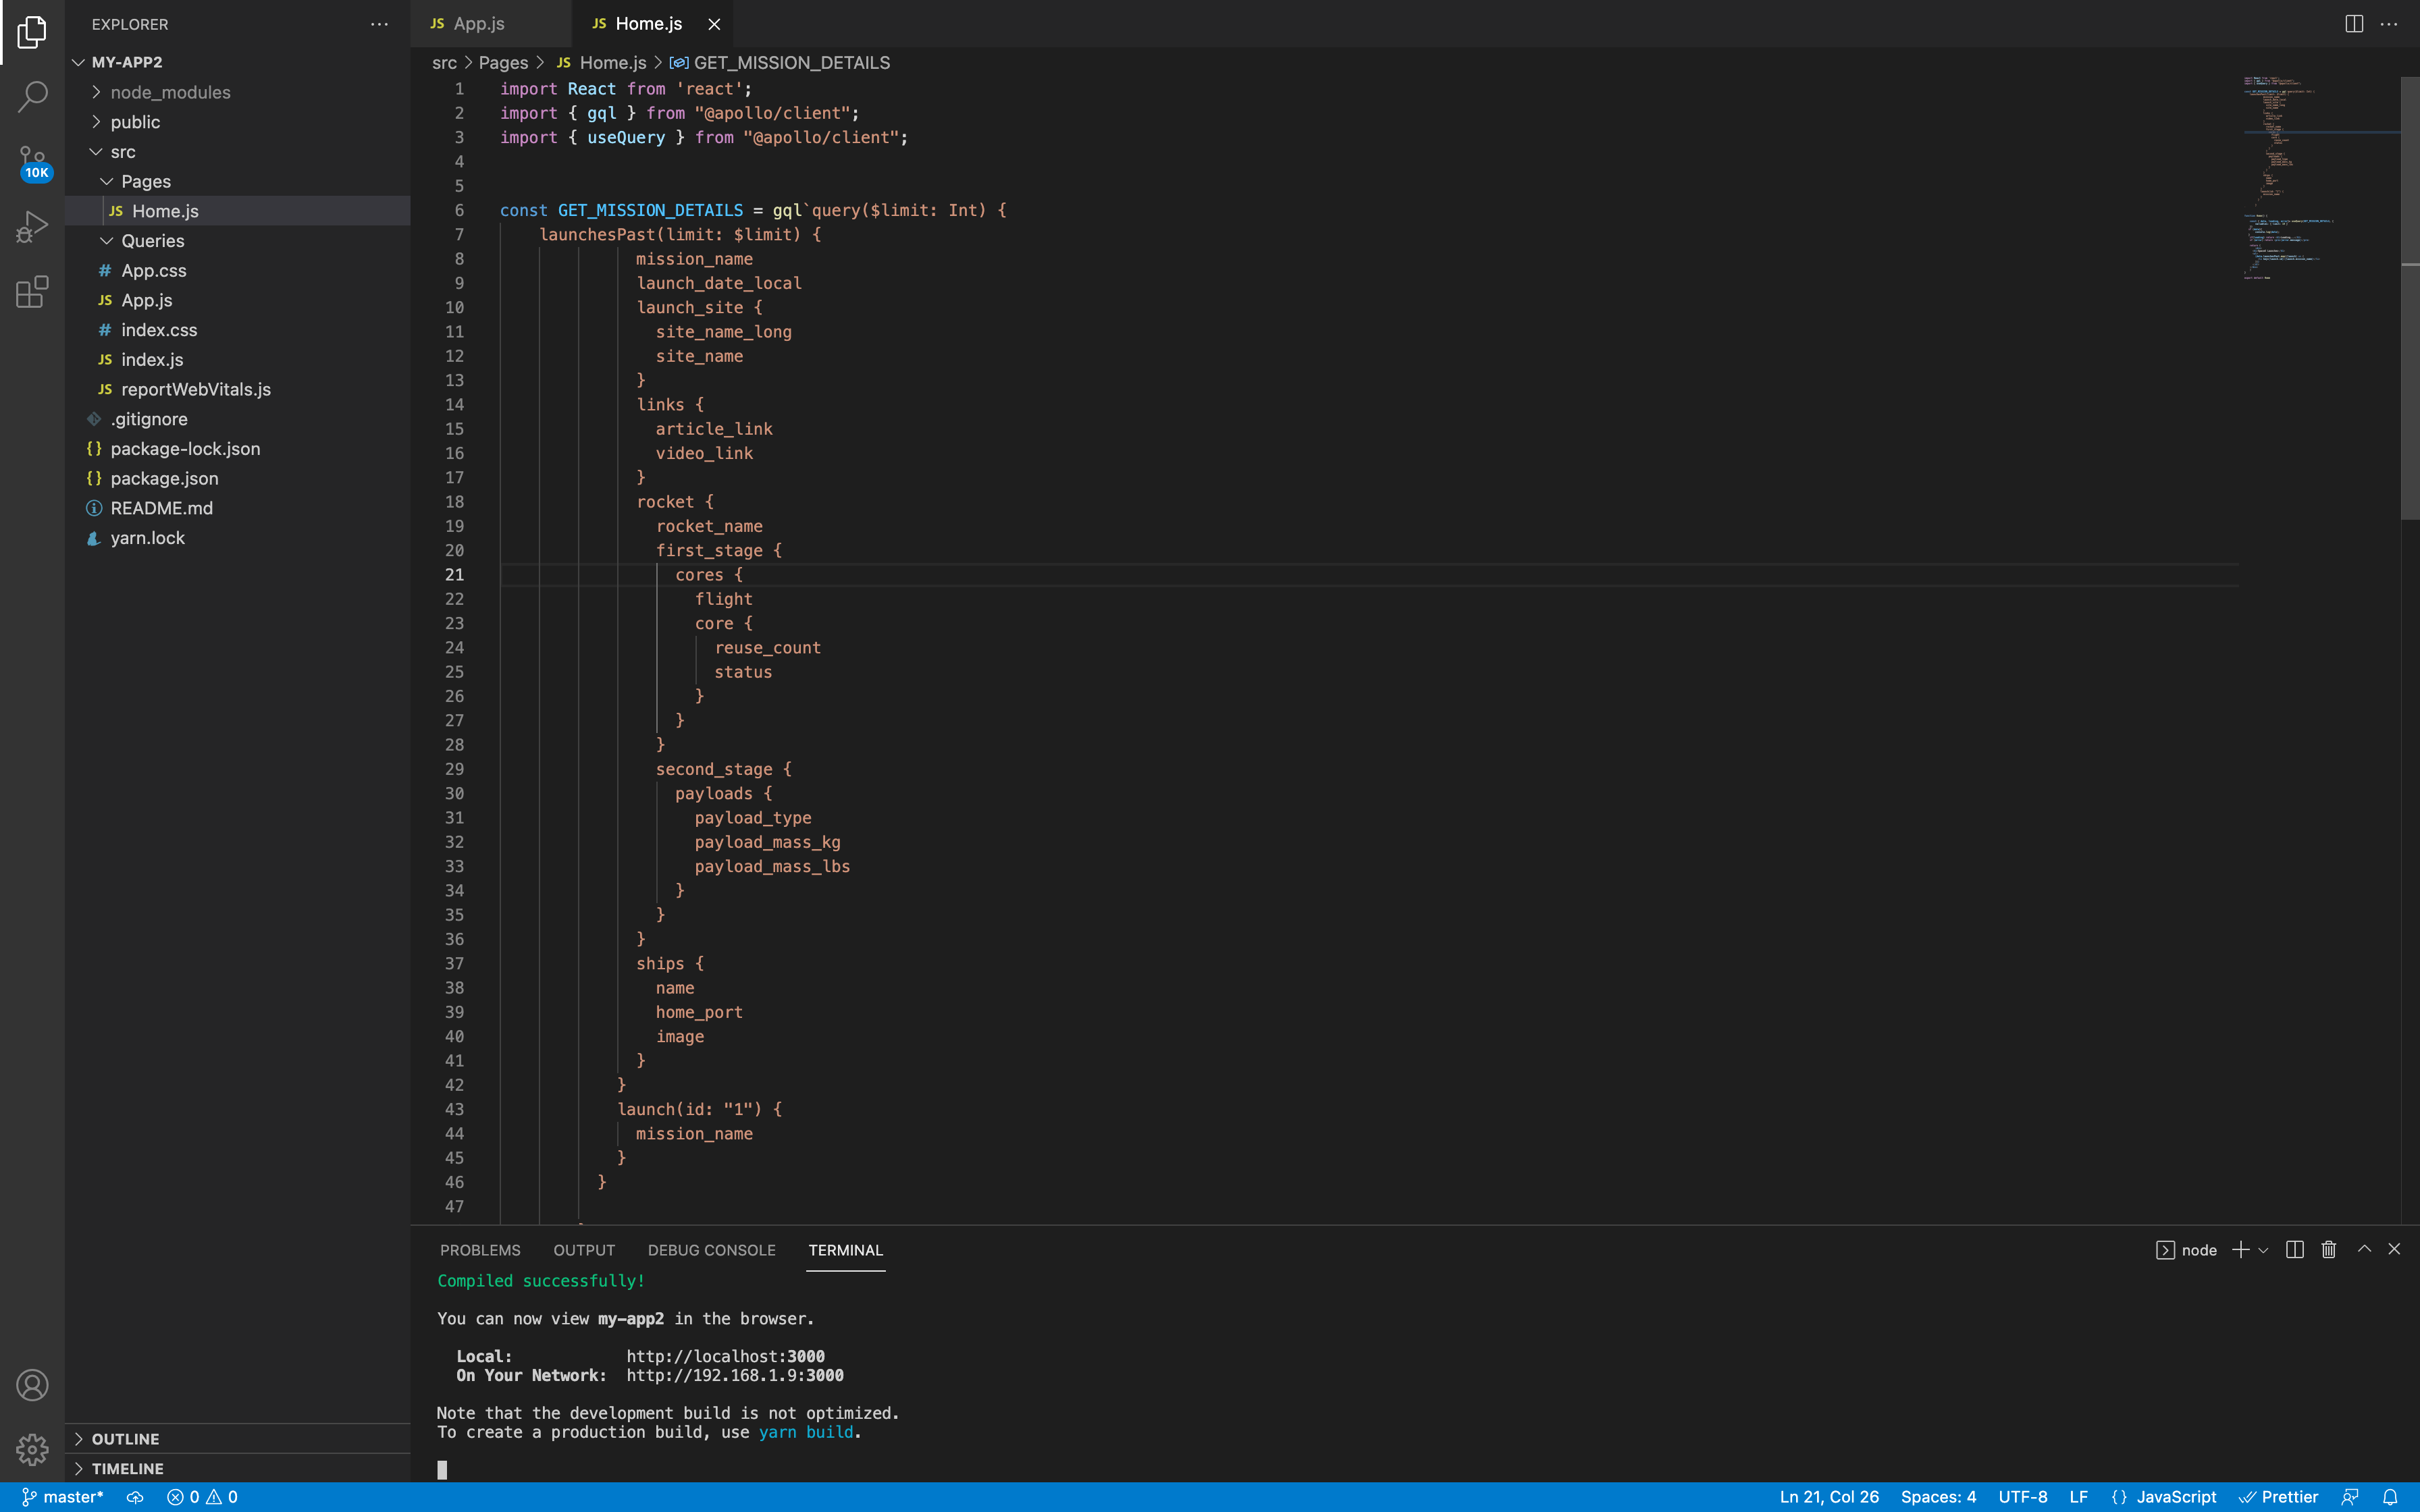 EXPLORER
MY-APP2
node_modules
public
src
Pages
JS Home.js
Queries
# App.css
JS App.js
# index.css
JS index.js
JS reportWebVitals.js
.gitignore
{} package-lock.json
{} package.json
README.md
yarn.lock
OUTLINE
TIMELINE
10K
JS App.js
JS Home.js
src > Pages > JS Home.js > GET_MISSION_DETAILS
1 import React from 'react';
2 import { gql } from "@apollo/client";
3 import { useQuery } from "@apollo/client";
4
5
6 const GET_MISSION_DETAILS = gql`query($limit: Int) {
7 launchesPast(limit: $limit) {
8 mission_name
9 launch_date_local
10 launch_site {
11 site_name_long
12 site_name
13 }
14 links {
15 article_link
16 video_link
17 }
18 rocket {
19 rocket_name
20 first_stage {
21 cores {
22 flight
23 core {
24 reuse_count
25 status
26 }
27 }
28 }
29 second_stage {
30 payloads {
31 payload_type
32 payload_mass_kg
33 payload_mass_lbs
34 }
35 }
36 }
37 ships {
38 name
39 home_port
40 image
41 }
42 }
43 launch(id: "1") {
44 mission_name
45 }
46 }
47
PROBLEMS OUTPUT DEBUG CONSOLE TERMINAL node
Compiled successfully!
You can now view my-app2 in the browser.
Local: http://localhost:3000
On Your Network: http://192.168.1.9:3000
Note that the development build is not optimized.
To create a production build, use yarn build.
master* 0 0 Ln 21, Col 26 Spaces: 4 UTF-8 LF {} JavaScript Prettier